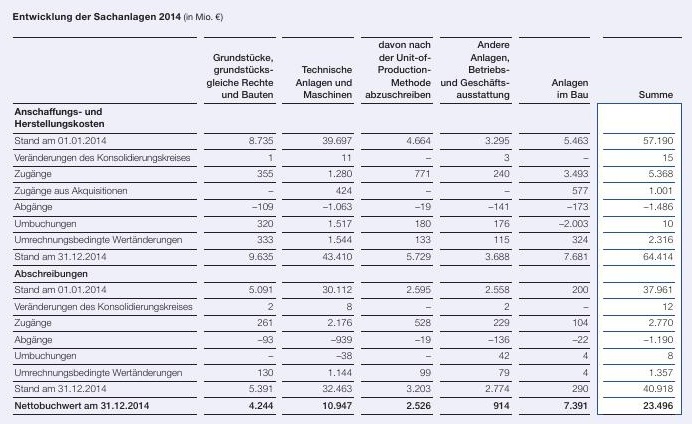 Entwicklung der Sachanlagen 2014 (in Mio. €)
Grundstücke, grundstücks- gleiche Rechte und Bauten | Technische Anlagen und Maschinen | davon nach der Unit-of- Production- Methode abzuschreiben | Andere Anlagen, Betriebs- und Geschäfts- ausstattung | Anlagen im Bau | Summe
Anschaffungs- und
Herstellungskosten
Stand am 01.01.2014 8.735 39.697 4.664 3.295 5.463 57.190
Veränderungen des Konsolidierungskreises 1 11 – 3 – 15
Zugänge 355 1.280 771 240 3.493 5.368
Zugänge aus Akquisitionen – 424 – – 577 1.001
Abgänge –109 –1.063 –19 –141 –173 –1.486
Umbuchungen 320 1.517 180 176 –2.003 10
Umrechnungsbedingte Wertänderungen 333 1.544 133 115 324 2.316
Stand am 31.12.2014 9.635 43.410 5.729 3.688 7.681 64.414
Abschreibungen
Stand am 01.01.2014 5.091 30.112 2.595 2.558 200 37.961
Veränderungen des Konsolidierungskreises 2 8 – 2 – 12
Zugänge 261 2.176 528 229 104 2.770
Abgänge –93 –939 –19 –136 –22 –1.190
Umbuchungen – –38 – 42 4 8
Umrechnungsbedingte Wertänderungen 130 1.144 99 79 4 1.357
Stand am 31.12.2014 5.391 32.463 3.203 2.774 290 40.918
Nettobuchwert am 31.12.2014 4.244 10.947 2.526 914 7.391 23.496